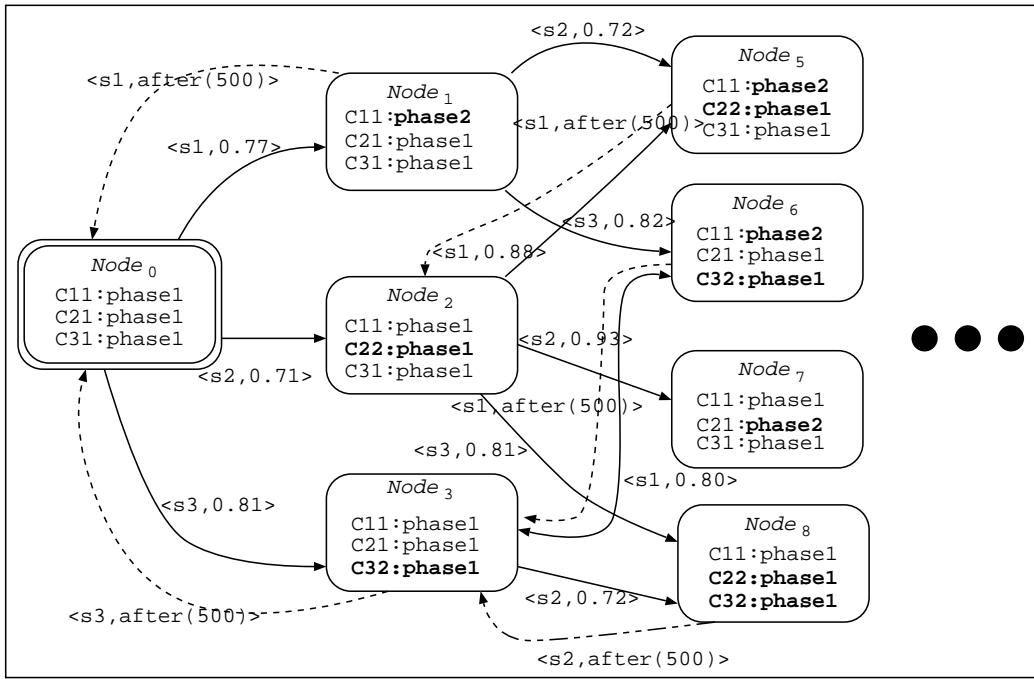 <s2,0.72>
<s1,after(500)>
Node 1
C11:phase2
C21:phase1
C31:phase1
Node 5
C11:phase2
C22:phase1
C31:phase1
<s1,after(500)>
<s1,0.77>
<s3,0.82>
Node 6
C11:phase2
C21:phase1
C32:phase1
<s1,0.88>
Node 0
C11:phase1
C21:phase1
C31:phase1
Node 2
C11:phase1
C22:phase1
C31:phase1
<s2,0.93>
<s2,0.71>
Node 7
C11:phase1
C21:phase2
C31:phase1
<s1,after(500)>
<s3,0.81>
<s1,0.80>
<s3,0.81>
Node 3
C11:phase1
C21:phase1
C32:phase1
Node 8
C11:phase1
C22:phase1
C32:phase1
<s2,0.72>
<s3,after(500)>
<s2,after(500)>